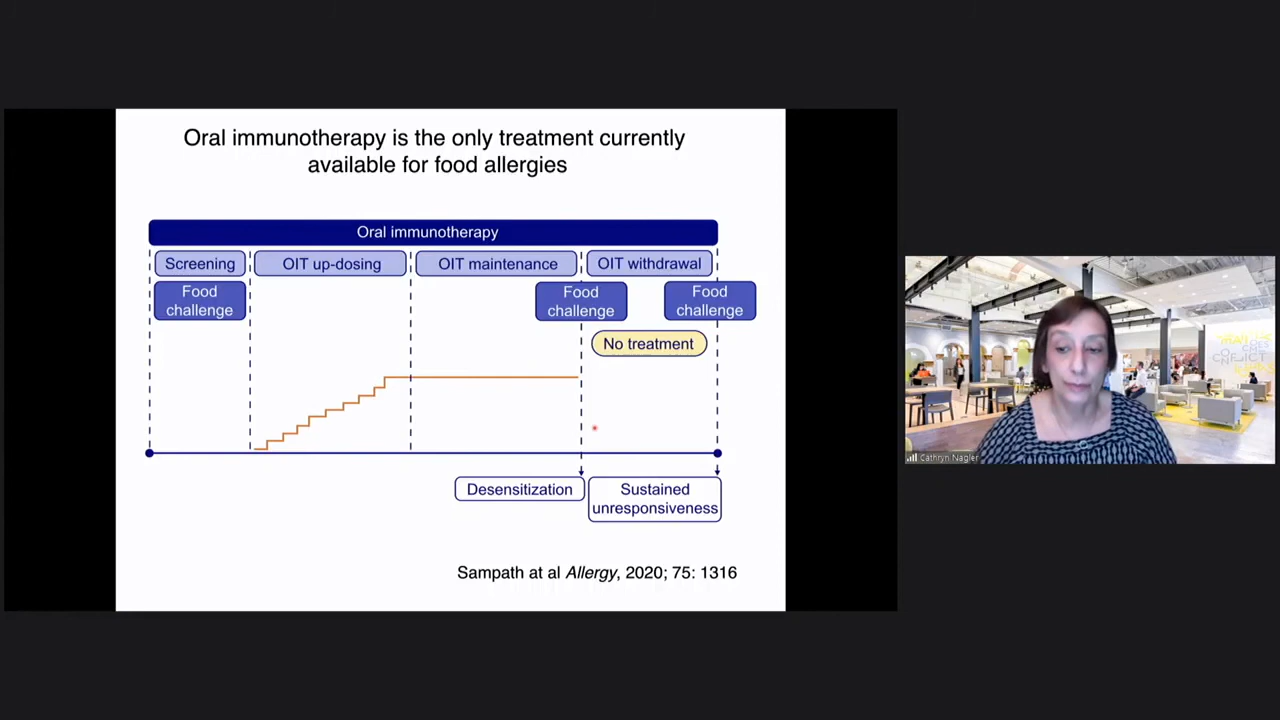 Oral immunotherapy is the only treatment currently
available for food allergies
Oral immunotherapy
Screening
OIT up-dosing
OIT maintenance
OIT withdrawal
Food
challenge
Food
challenge
Food
challenge
No treatment
Desensitization
Sustained
unresponsiveness
Sampath at al Allergy, 2020; 75: 1316
Cathryn Nagler